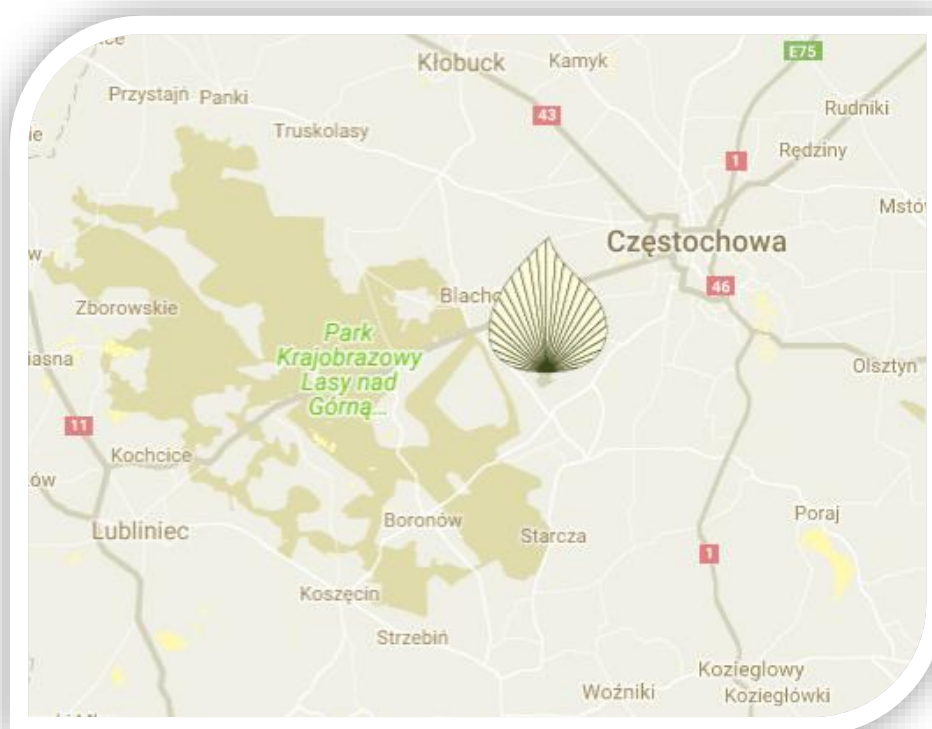 Kłobuck
Kamyk
E75
Przystajń
Panki
43
Rudniki
Truskolasy
1
Rędziny
Częstochowa
46
Zborowskie
Park
Krajobrazowy
Lasy nad
Górną...
Olsztyn
11
Kochcice
Lubliniec
Boronów
Starcza
Poraj
1
Koszęcin
Strzebiń
Woźniki
Kozieglowy
Koziegłówki